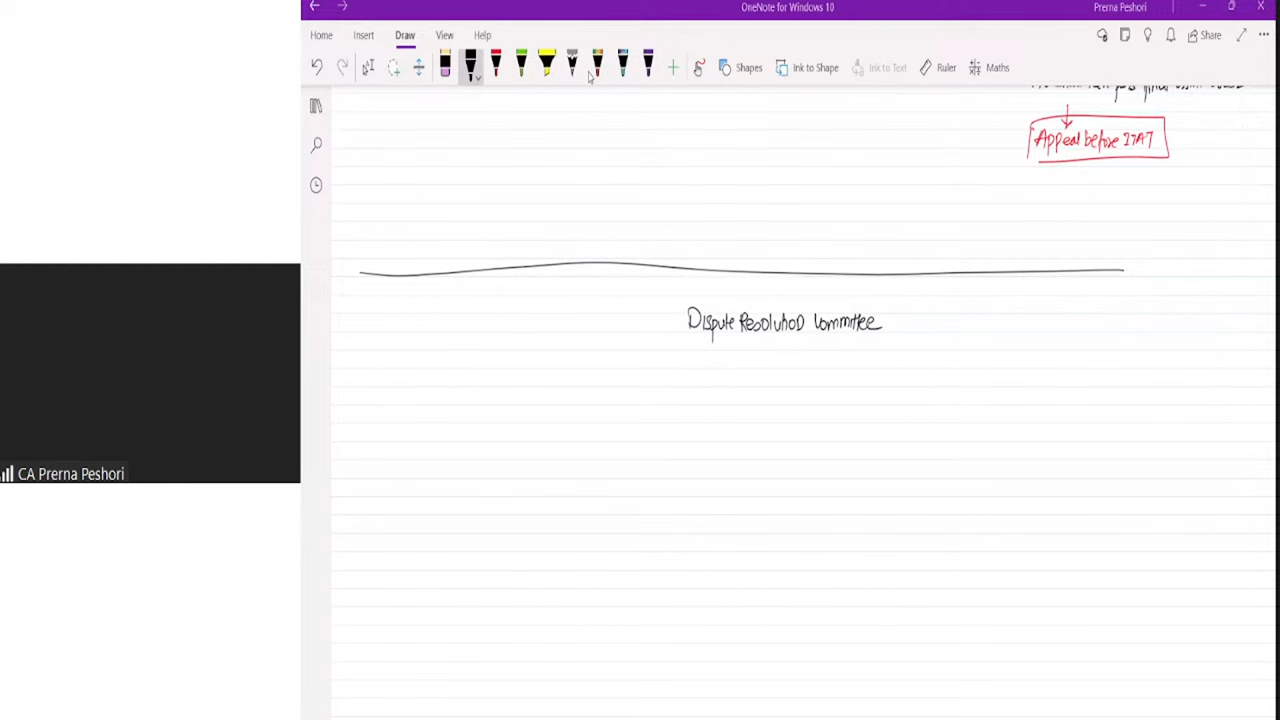 OneNote for Windows 10
Prerna Peshori
Home
Insert
Draw
View
Help
Share
Shapes
Ink to Shape
Ink to Text
Ruler
Maths
Appeal before ITAT
Dispute Resolution Committee
CA Prerna Peshori